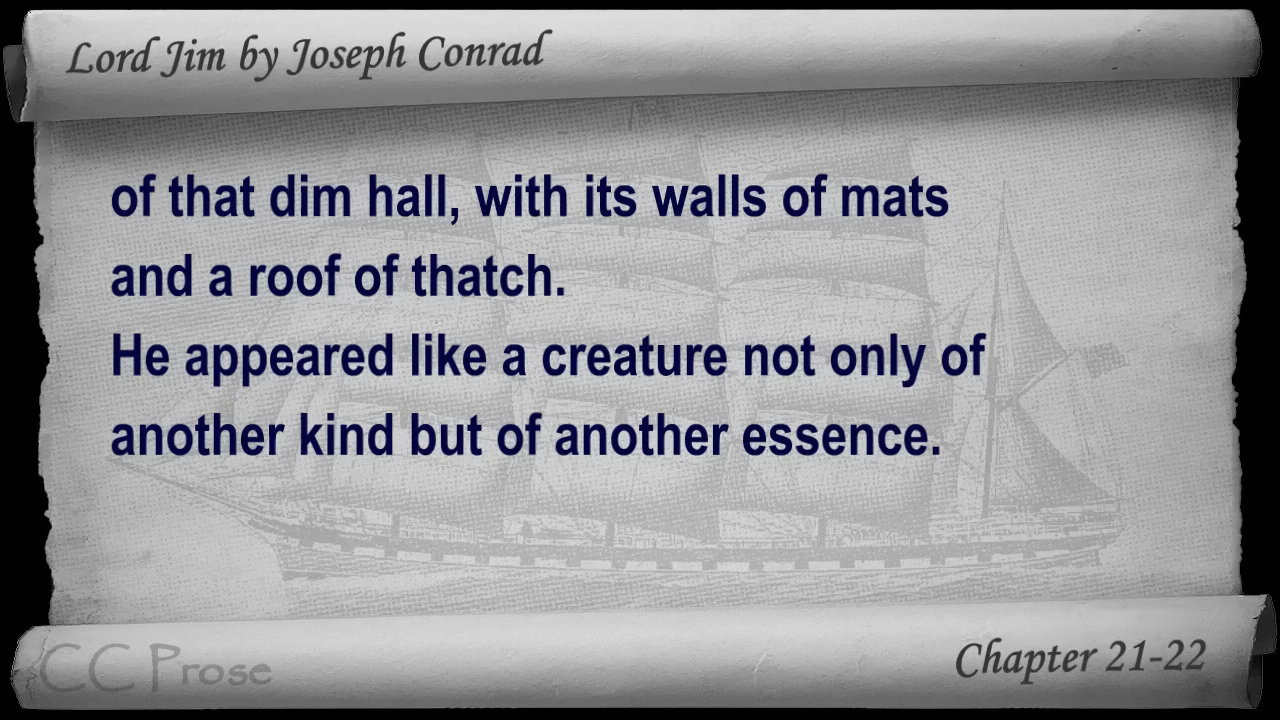 Lord Jim by Joseph Conrad
of that dim hall, with its walls of mats
and a roof of thatch.
He appeared like a creature not only of
another kind but of another essence.
CC Prose
Chapter 21-22